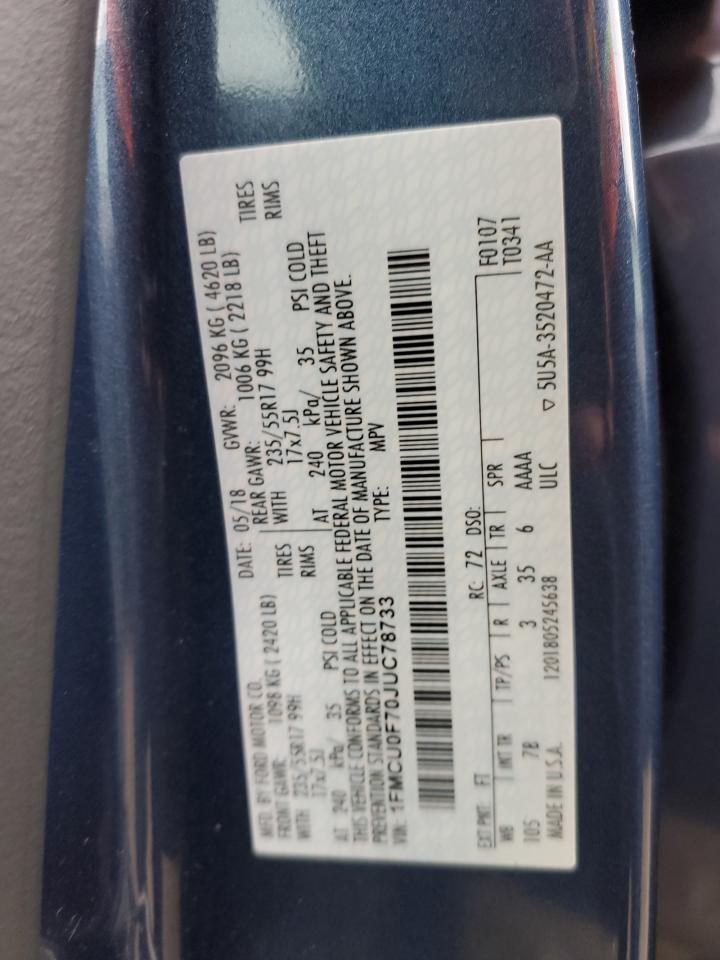 MFD. BY FORD MOTOR CO.
DATE: 05/18 GVWR: 2096 KG ( 4620 LB)
FRONT GAWR: 1098 KG ( 2420 LB) REAR GAWR: 1006 KG ( 2218 LB)
WITH 235/55R17 99H TIRES WITH 235/55R17 99H TIRES
17x7.5J RIMS 17x7.5J RIMS
AT 240 kPa/ 35 PSI COLD AT 240 kPa/ 35 PSI COLD
THIS VEHICLE CONFORMS TO ALL APPLICABLE FEDERAL MOTOR VEHICLE SAFETY AND THEFT
PREVENTION STANDARDS IN EFFECT ON THE DATE OF MANUFACTURE SHOWN ABOVE.
VIN: 1FMCU0F70JUC78733 TYPE: MPV
EXT PNT: FT RC: 72 DSO: F0107
WB INT TR TP/PS R AXLE TR SPR T0341
105 7B 3 35 6 AAAA
MADE IN U.S.A. 1201805245638 ULC ▽ 5U5A-3520472-AA